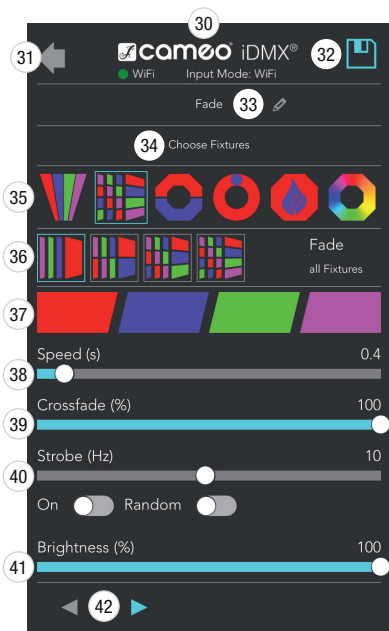 30
31
cameo iDMX®
32
WiFi Input Mode: WiFi
Fade 33
34 Choose Fixtures
35
36
Fade
all Fixtures
37
Speed (s) 0.4
38
Crossfade (%) 100
39
Strobe (Hz) 10
40
On Random
Brightness (%) 100
41
42